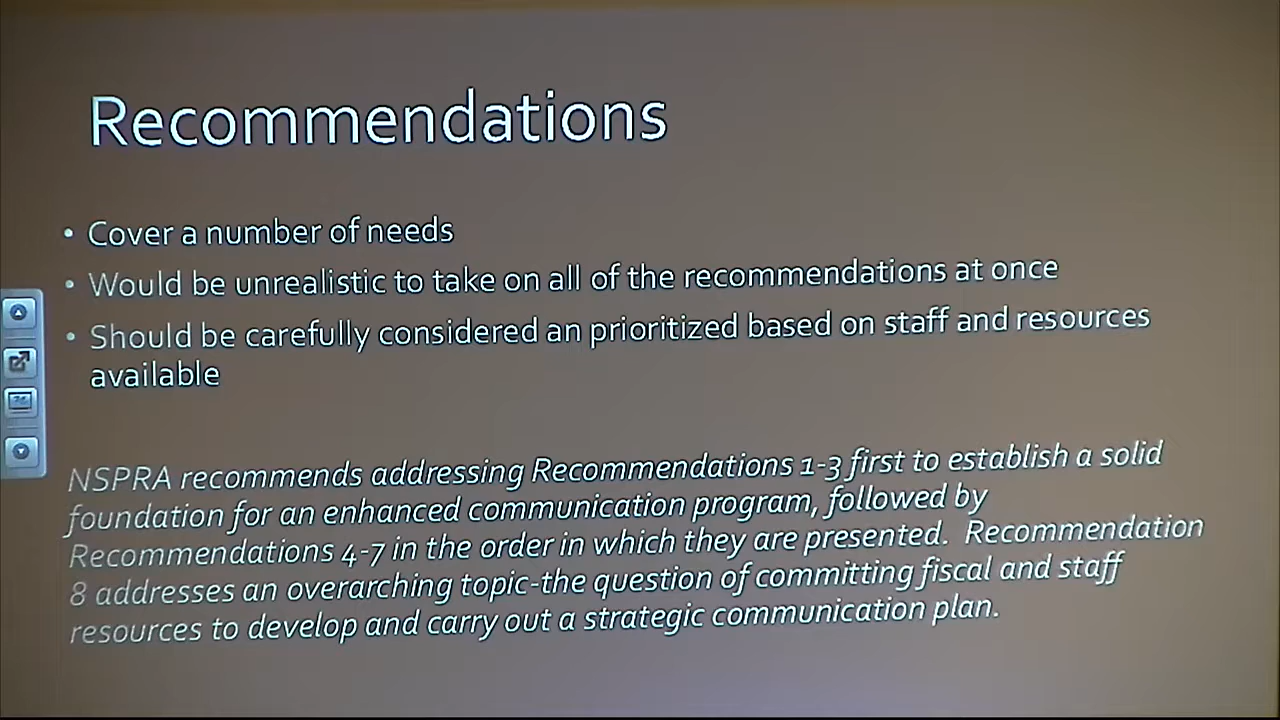 Recommendations
• Cover a number of needs
• Would be unrealistic to take on all of the recommendations at once
• Should be carefully considered an prioritized based on staff and resources
available
NSPRA recommends addressing Recommendations 1-3 first to establish a solid
foundation for an enhanced communication program, followed by
Recommendations 4-7 in the order in which they are presented. Recommendation
8 addresses an overarching topic-the question of committing fiscal and staff
resources to develop and carry out a strategic communication plan.